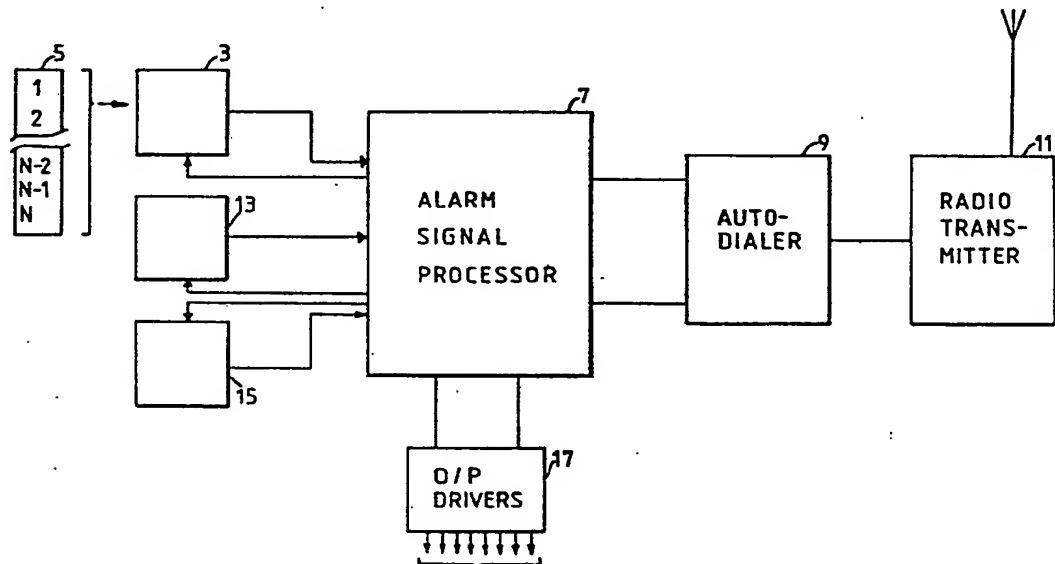 5
1
2
N-2
N-1
N
3
13
15
7
ALARM
SIGNAL
PROCESSOR
9
AUTO-
DIALER
11
RADIO
TRANS-
MITTER
17
O/P
DRIVERS